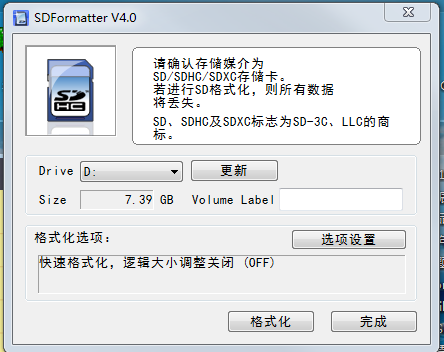 SDFormatter V4.0
SD
HC
请确认存储媒介为
SD/SDHC/SDXC存储卡。
若进行SD格式化，则所有数据
将丢失。
SD、SDHC及SDXC标志为SD-3C、LLC的商
标。
Drive D: 更新
Size 7.39 GB Volume Label
格式化选项： 选项设置
快速格式化，逻辑大小调整关闭 (OFF)
格式化 完成